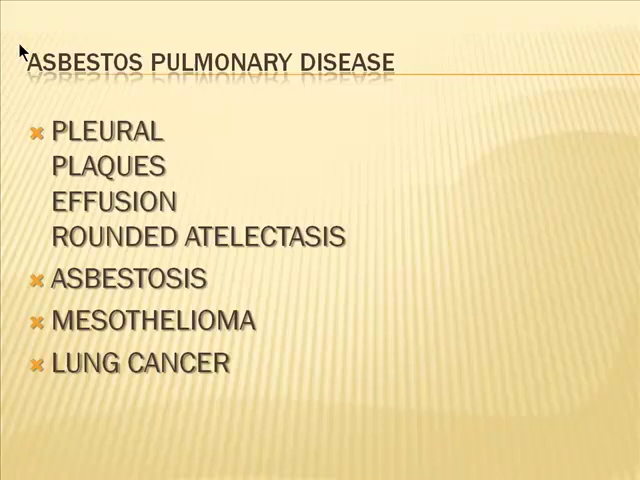 ASBESTOS PULMONARY DISEASE
PLEURAL
PLAQUES
EFFUSION
ROUNDED ATELECTASIS
ASBESTOSIS
MESOTHELIOMA
LUNG CANCER